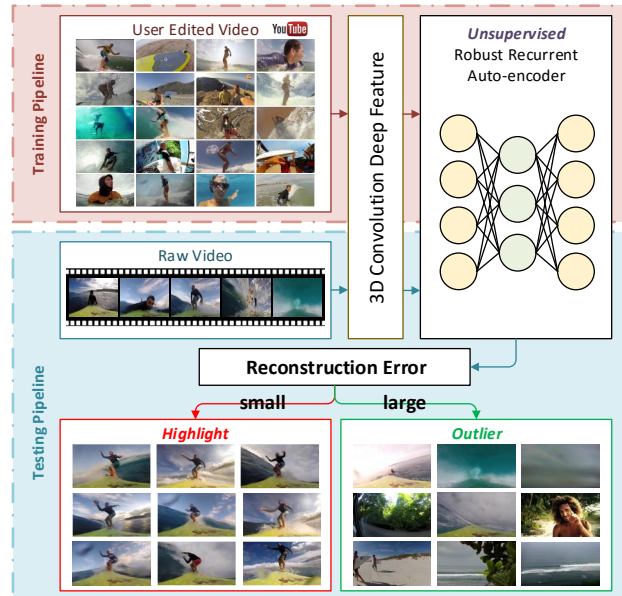 User Edited Video
YouTube
Unsupervised
Robust Recurrent
Auto-encoder
Training Pipeline
3D Convolution Deep Feature
Raw Video
Testing Pipeline
Reconstruction Error
small
large
Highlight
Outlier